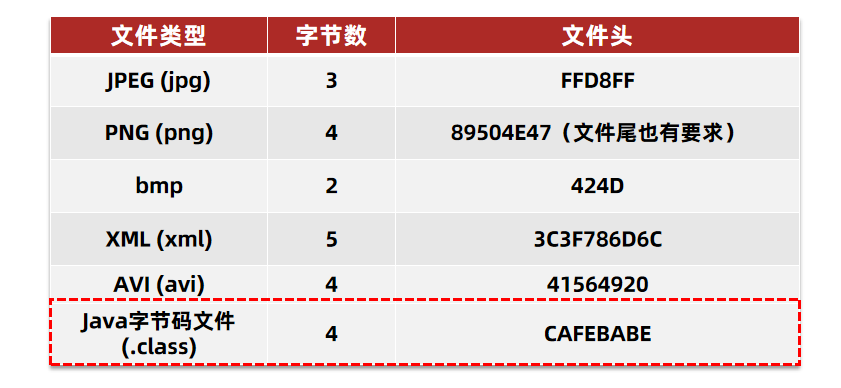 文件类型 字节数 文件头
JPEG (jpg) 3 FFD8FF
PNG (png) 4 89504E47（文件尾也有要求）
bmp 2 424D
XML (xml) 5 3C3F786D6C
AVI (avi) 4 41564920
Java字节码文件
(.class) 4 CAFEBABE